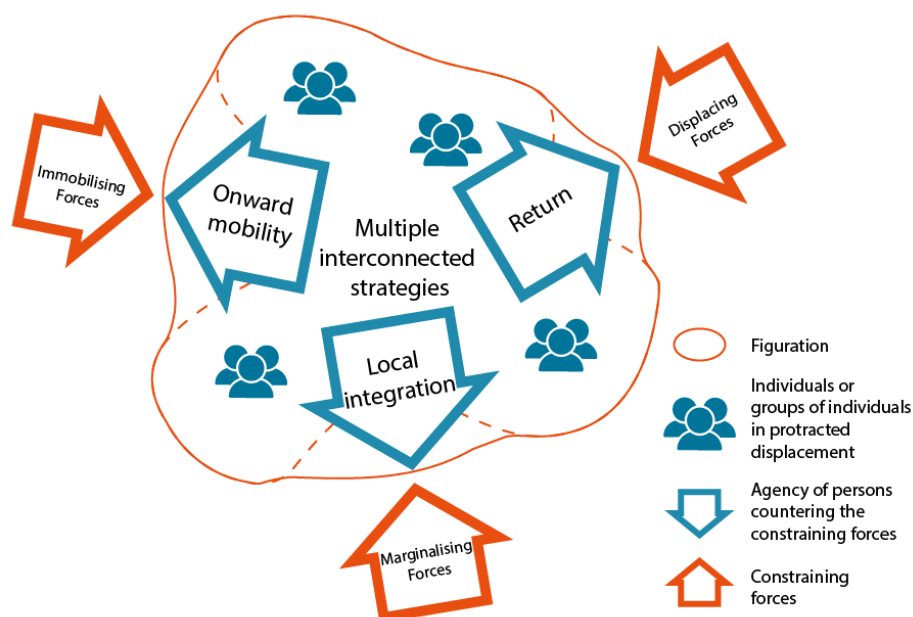 Immobilising
Forces
Displacing
Forces
Onward
mobility
Return
Multiple
interconnected
strategies
Local
integration
Marginalising
Forces
Figuration
Individuals or
groups of individuals
in protracted
displacement
Agency of persons
countering the
constraining forces
Constraining
forces